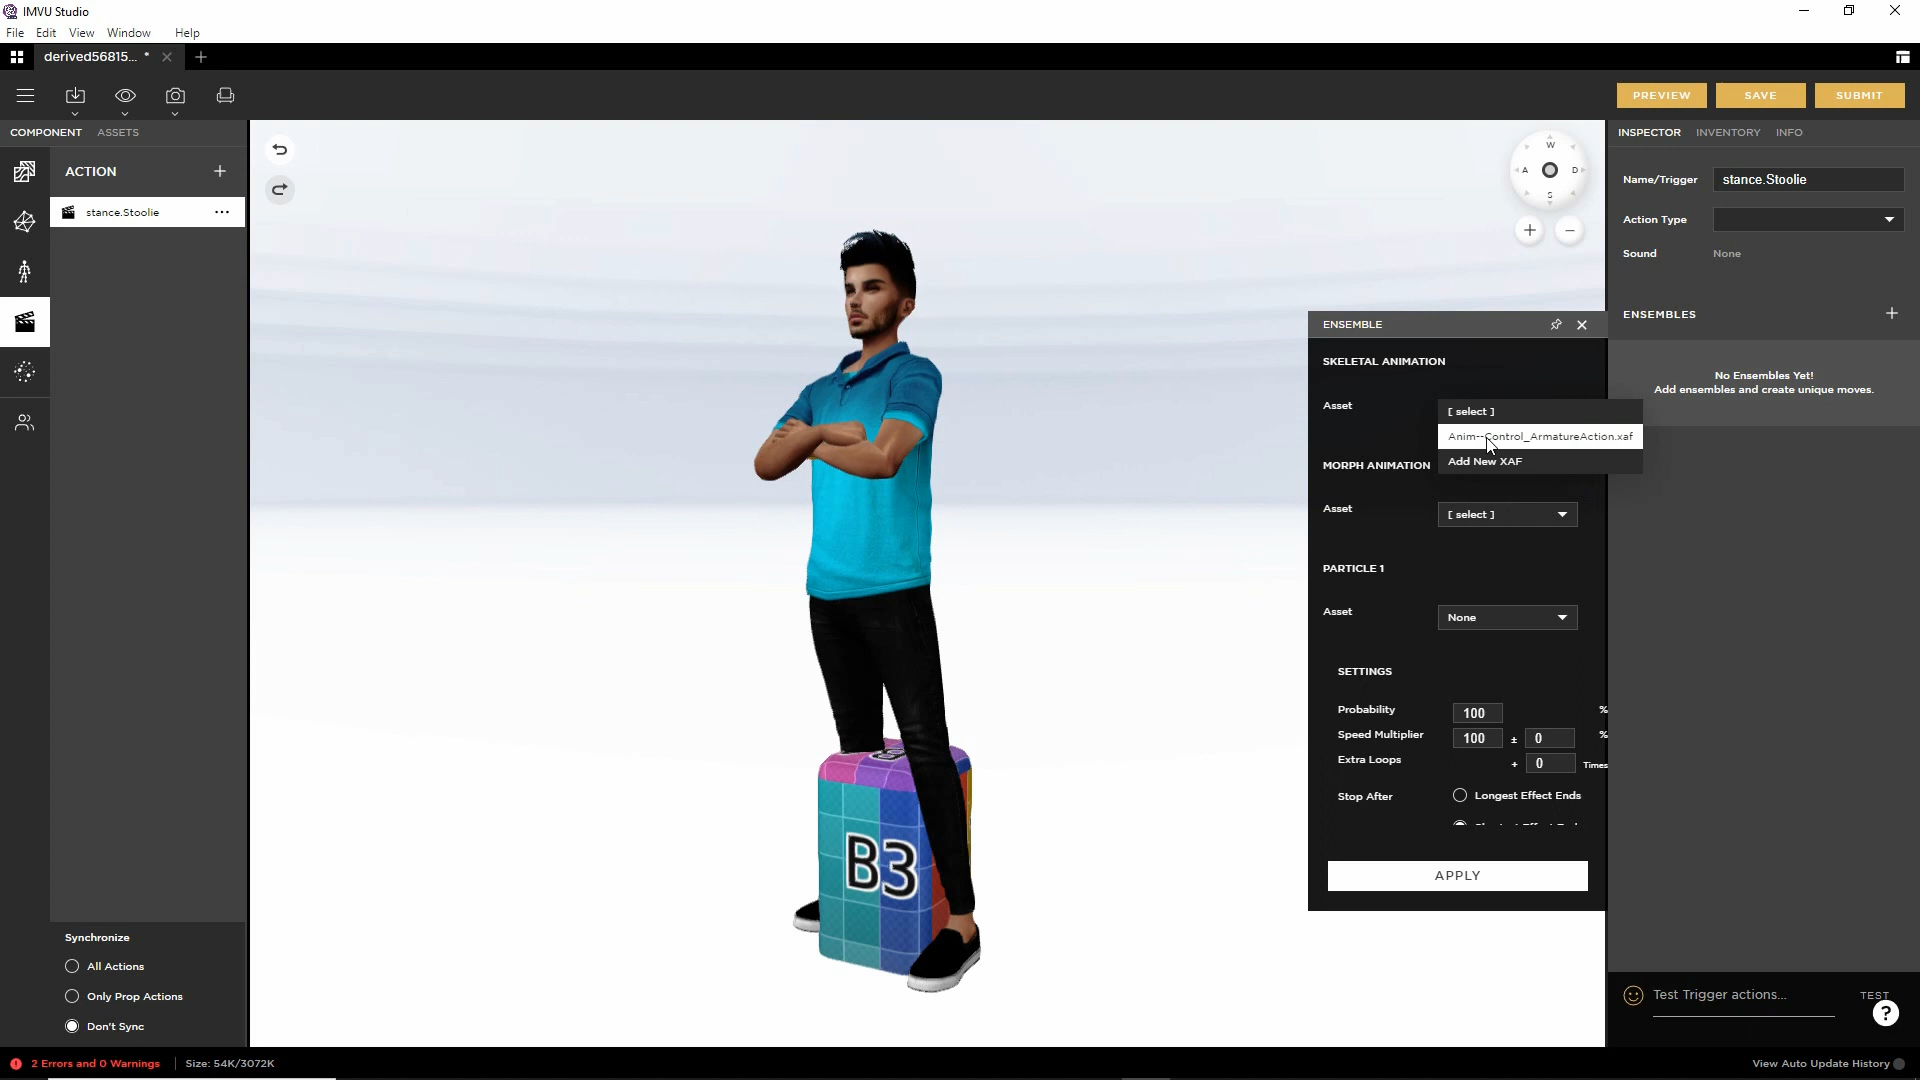 IMVU Studio
File Edit View Window Help
derived56815... *
PREVIEW SAVE SUBMIT
COMPONENT ASSETS
INSPECTOR INVENTORY INFO
ACTION
stance.Stoolie
W
A D
S
Name/Trigger stance.Stoolie
Action Type
Sound None
ENSEMBLES
No Ensembles Yet!
Add ensembles and create unique moves.
ENSEMBLE
SKELETAL ANIMATION
Asset [ select ]
Anim--Control_ArmatureAction.xaf
Add New XAF
MORPH ANIMATION
Asset [ select ]
PARTICLE 1
Asset None
SETTINGS
Probability 100 %
Speed Multiplier 100 ± 0 %
Extra Loops + 0 Times
Stop After Longest Effect Ends
APPLY
B3
Synchronize
All Actions
Only Prop Actions
Don't Sync
Test Trigger actions... TEST
?
2 Errors and 0 Warnings Size: 54K/3072K
View Auto Update History